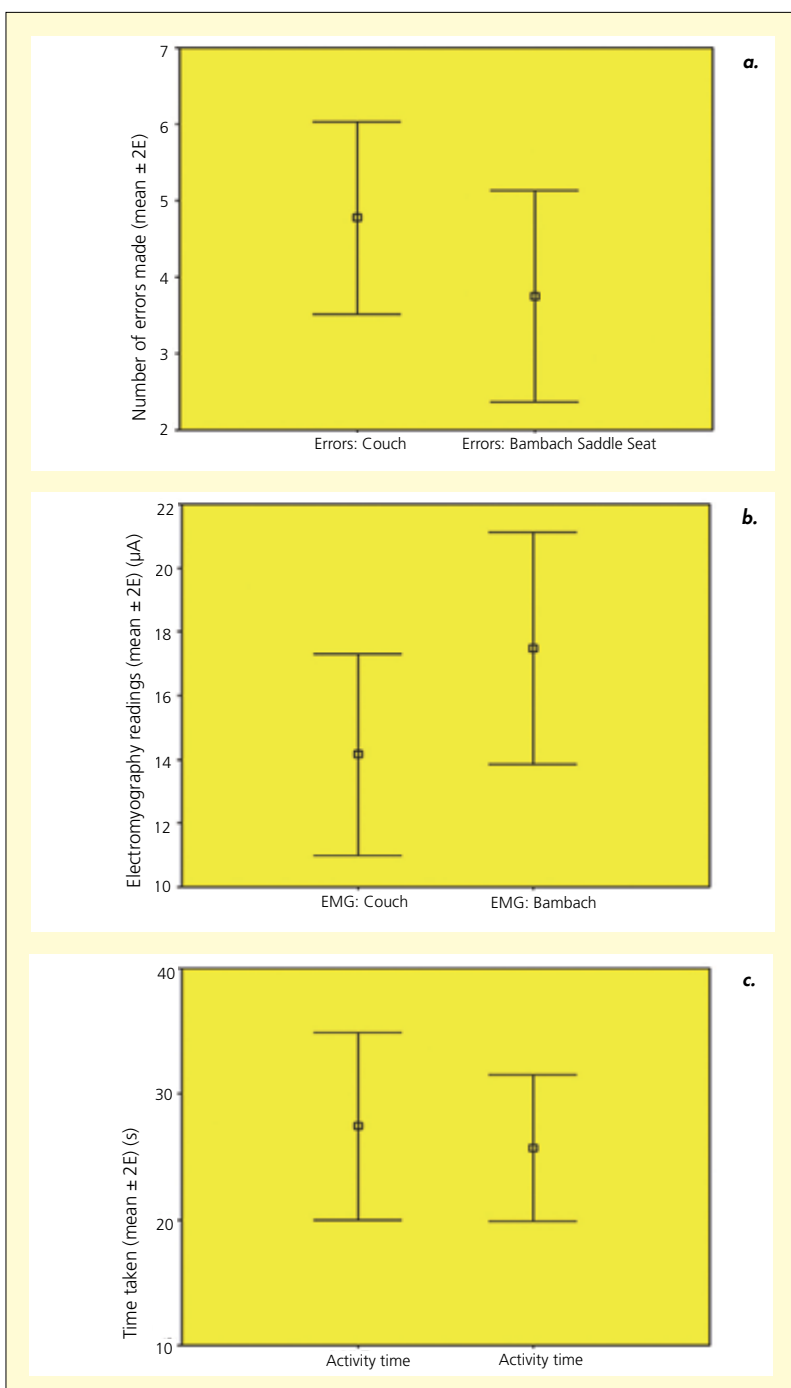 a.
Number of errors made (mean ± 2E)
7
6
5
4
3
2
Errors: Couch Errors: Bambach Saddle Seat
b.
Electromyography readings (mean ± 2E) (µA)
22
20
18
16
14
12
10
EMG: Couch EMG: Bambach
c.
Time taken (mean ± 2E) (s)
40
30
20
10
Activity time Activity time